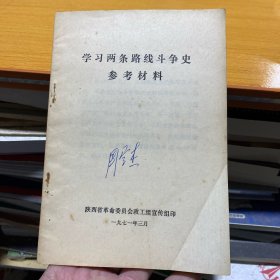 学习两条路线斗争史
参考材料
陕西省革命委员会政工组宣传组印
一九七一年三月